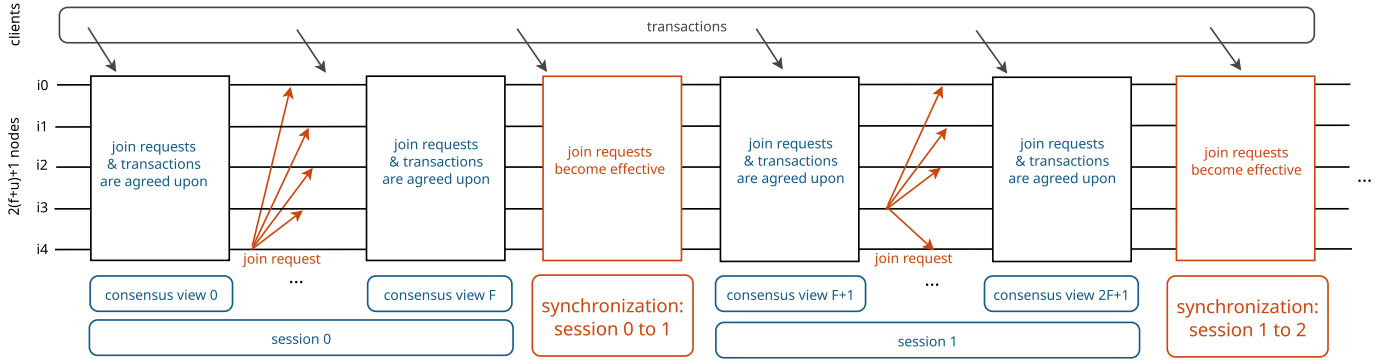 clients
transactions
2(f+u)+1 nodes
i0
i1
i2
i3
i4
join requests
& transactions
are agreed upon
join request
...
join requests
& transactions
are agreed upon
join requests
become effective
join requests
& transactions
are agreed upon
join request
...
join requests
& transactions
are agreed upon
join requests
become effective
...
consensus view 0
consensus view F
synchronization:
session 0 to 1
consensus view F+1
consensus view 2F+1
synchronization:
session 1 to 2
session 0
session 1